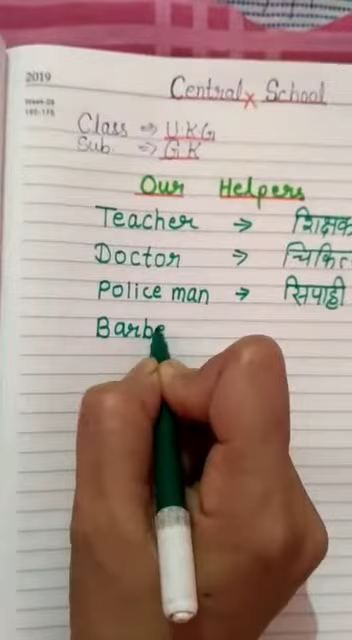 2019
Central x School
Class ⇒ U.K.G
Sub. ⇒ G.K
Our Helpers
Teacher → शिक्षक
Doctor →
Police man → सिपाही
Barbe